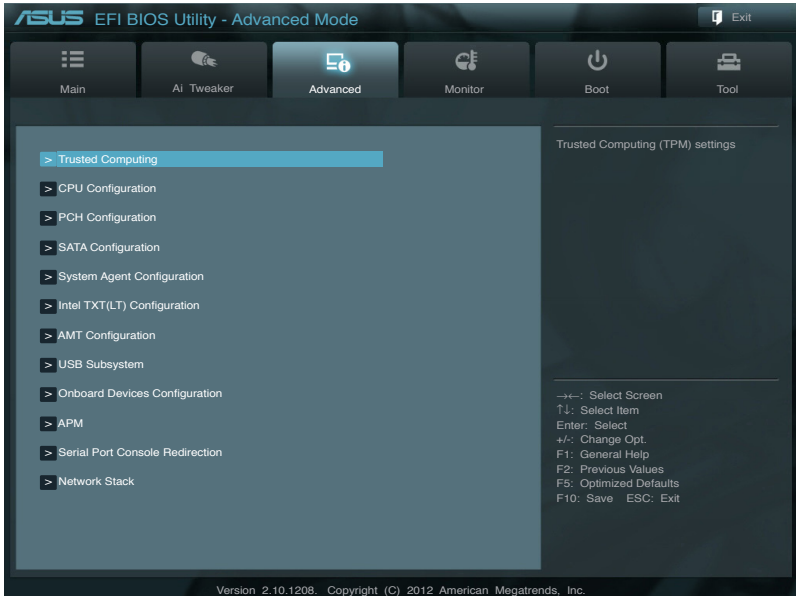 ASUS EFI BIOS Utility - Advanced Mode
Exit
Main
Ai Tweaker
Advanced
Monitor
Boot
Tool
> Trusted Computing
> CPU Configuration
> PCH Configuration
> SATA Configuration
> System Agent Configuration
> Intel TXT(LT) Configuration
> AMT Configuration
> USB Subsystem
> Onboard Devices Configuration
> APM
> Serial Port Console Redirection
> Network Stack
Trusted Computing (TPM) settings
→←: Select Screen
↑↓: Select Item
Enter: Select
+/-: Change Opt.
F1: General Help
F2: Previous Values
F5: Optimized Defaults
F10: Save ESC: Exit
Version 2.10.1208. Copyright (C) 2012 American Megatrends, Inc.